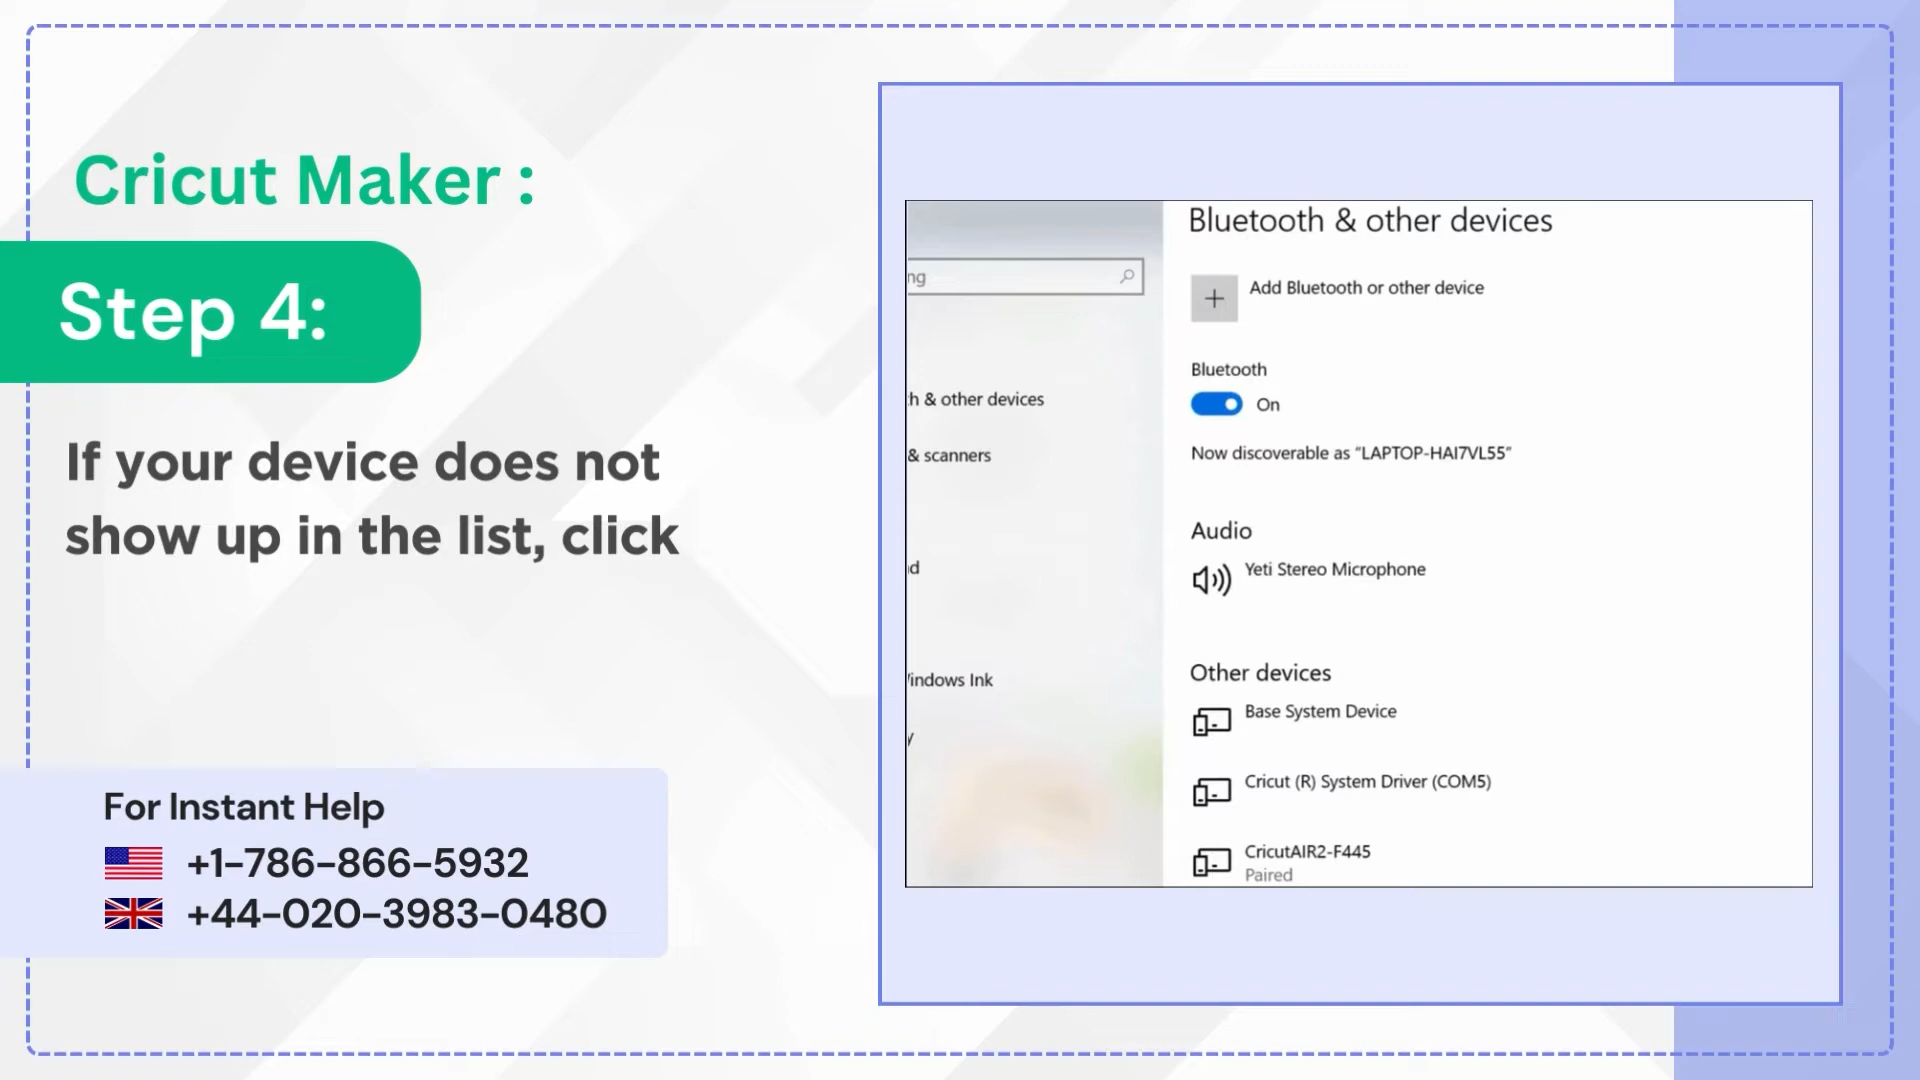 Cricut Maker :
Step 4:
If your device does not
show up in the list, click
For Instant Help
+1-786-866-5932
+44-020-3983-0480
ng
h & other devices
& scanners
d
indows Ink
y
Bluetooth & other devices
Add Bluetooth or other device
Bluetooth
On
Now discoverable as "LAPTOP-HAI7VL55"
Audio
Yeti Stereo Microphone
Other devices
Base System Device
Cricut (R) System Driver (COM5)
CricutAIR2-F445
Paired